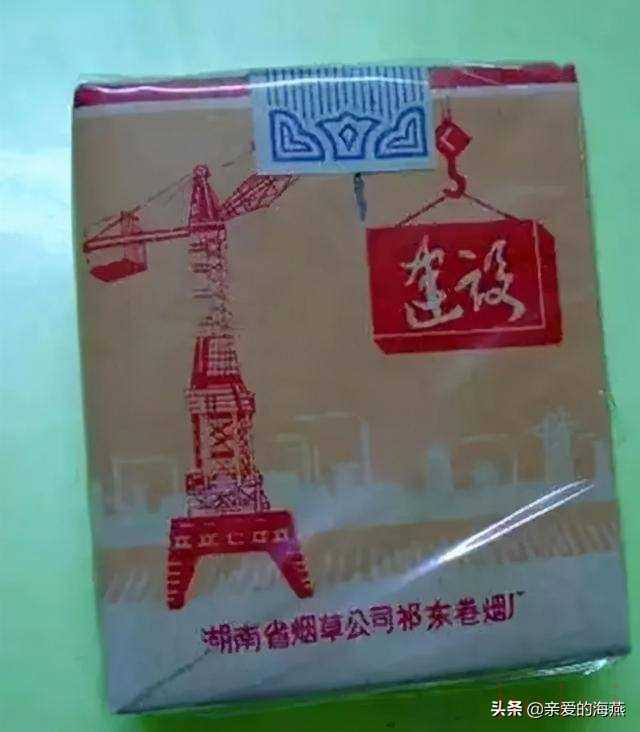 建设
湖南省烟草公司祁东卷烟厂
头条 @亲爱的海燕